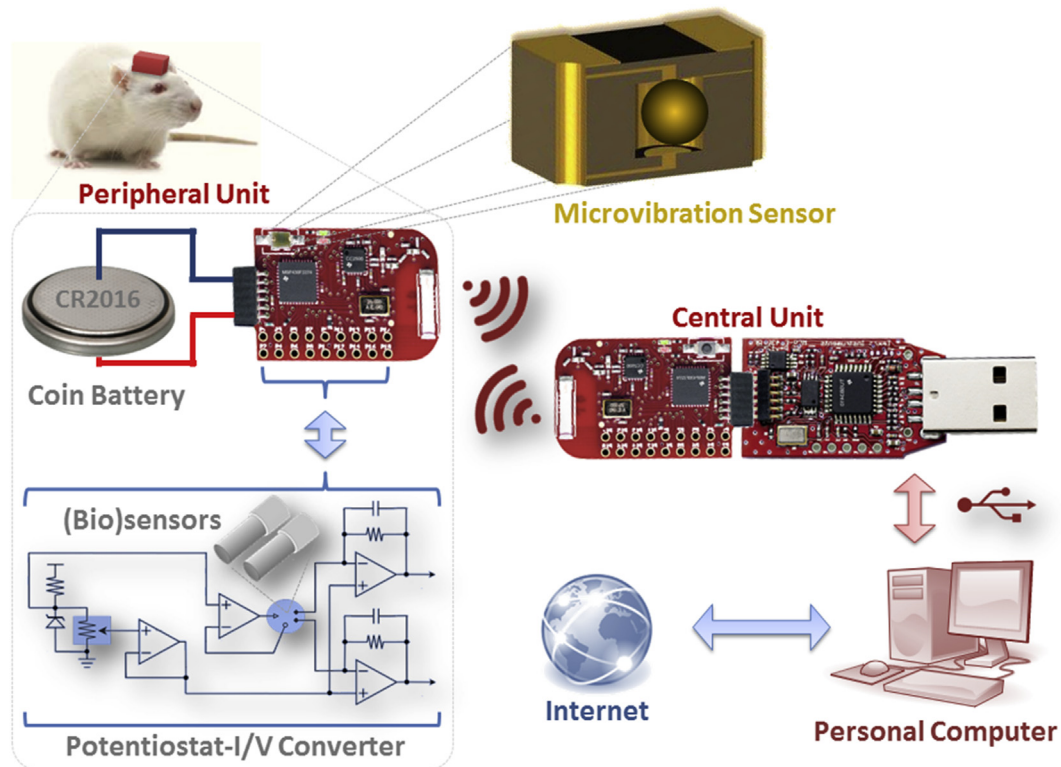 Peripheral Unit
Microvibration Sensor
CR2016
Coin Battery
Central Unit
(Bio)sensors
Potentiostat-I/V Converter
Internet
Personal Computer